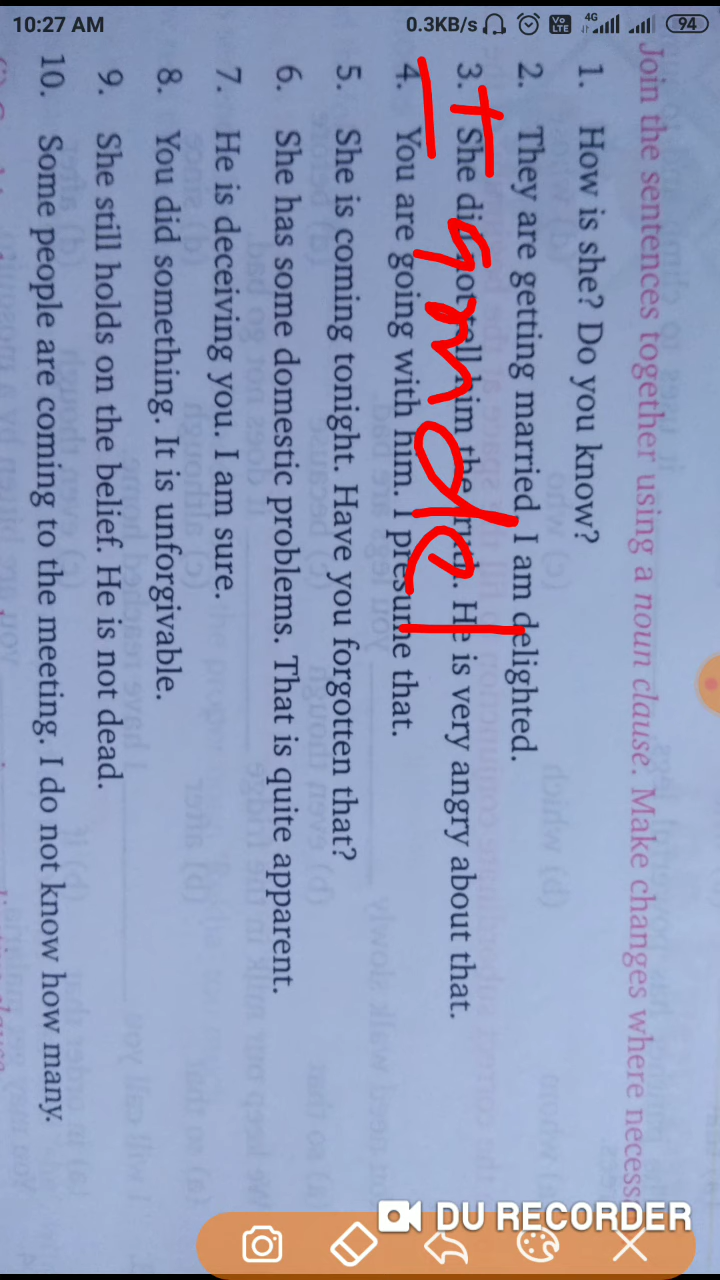 10:27 AM
0.3KB/s
Vo LTE
4G
94
Join the sentences together using a noun clause. Make changes where
1. How is she? Do you know?
2. They are getting married. I am delighted.
3. She did not tell him the truth. He is very angry about that.
4. You are going with him. I presume that.
5. She is coming tonight. Have you forgotten that?
6. She has some domestic problems. That is quite apparent.
7. He is deceiving you. I am sure.
8. You did something. It is unforgivable.
9. She still holds on the belief. He is not dead.
10. Some people are coming to the meeting. I do not know how many.
DU RECORDER